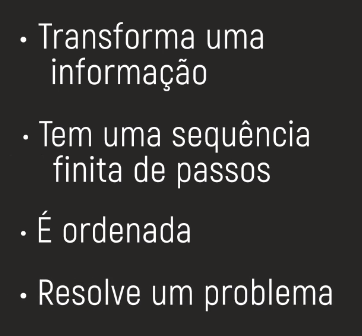 • Transforma uma
informação
• Tem uma sequência
finita de passos
• É ordenada
• Resolve um problema